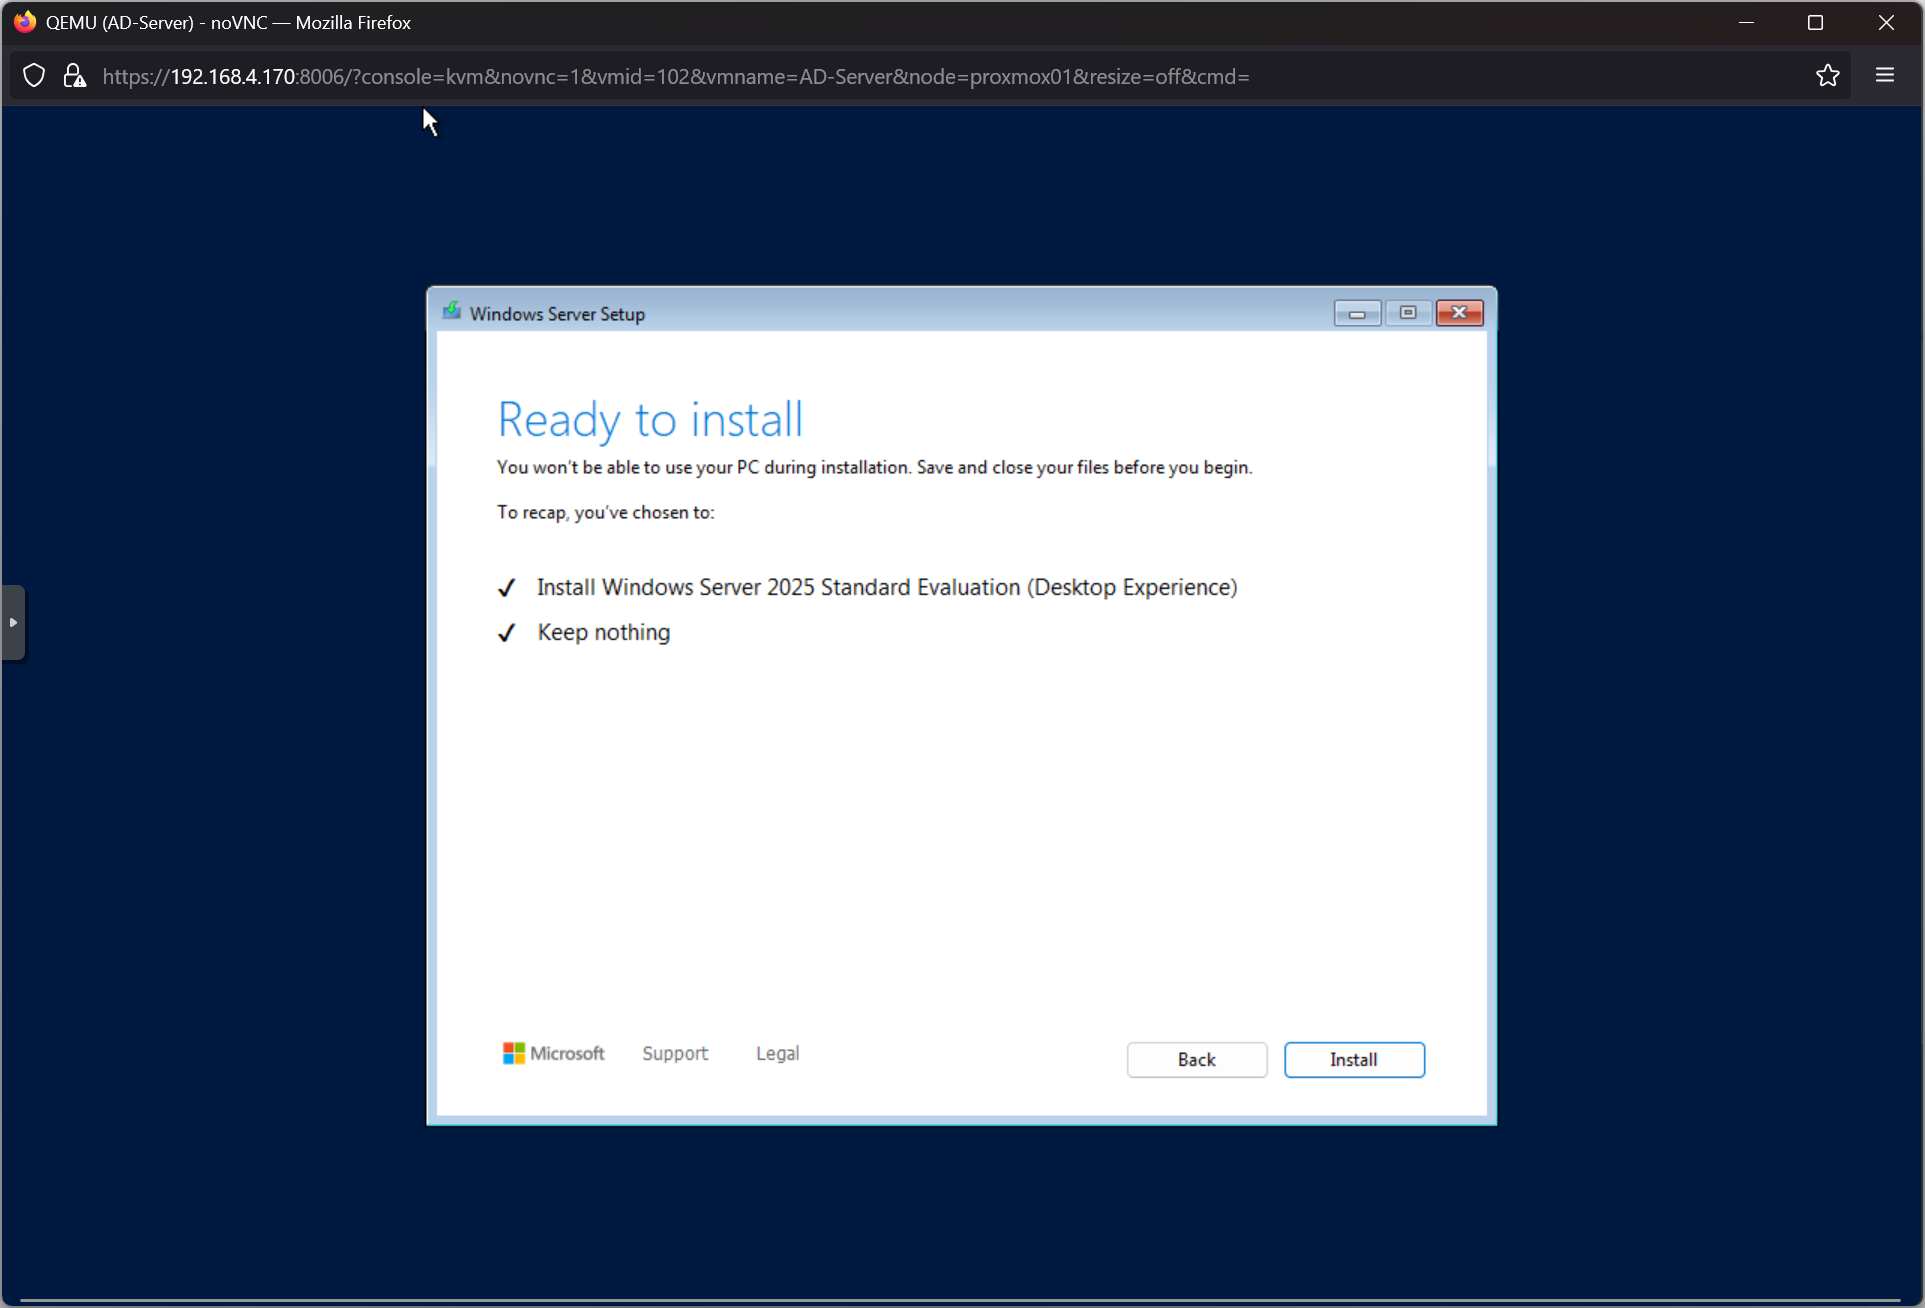 QEMU (AD-Server) - noVNC — Mozilla Firefox
https://192.168.4.170:8006/?console=kvm&novnc=1&vmid=102&vmname=AD-Server&node=proxmox01&resize=off&cmd=
Windows Server Setup
Ready to install
You won't be able to use your PC during installation. Save and close your files before you begin.
To recap, you've chosen to:
Install Windows Server 2025 Standard Evaluation (Desktop Experience)
Keep nothing
Microsoft Support Legal Back Install